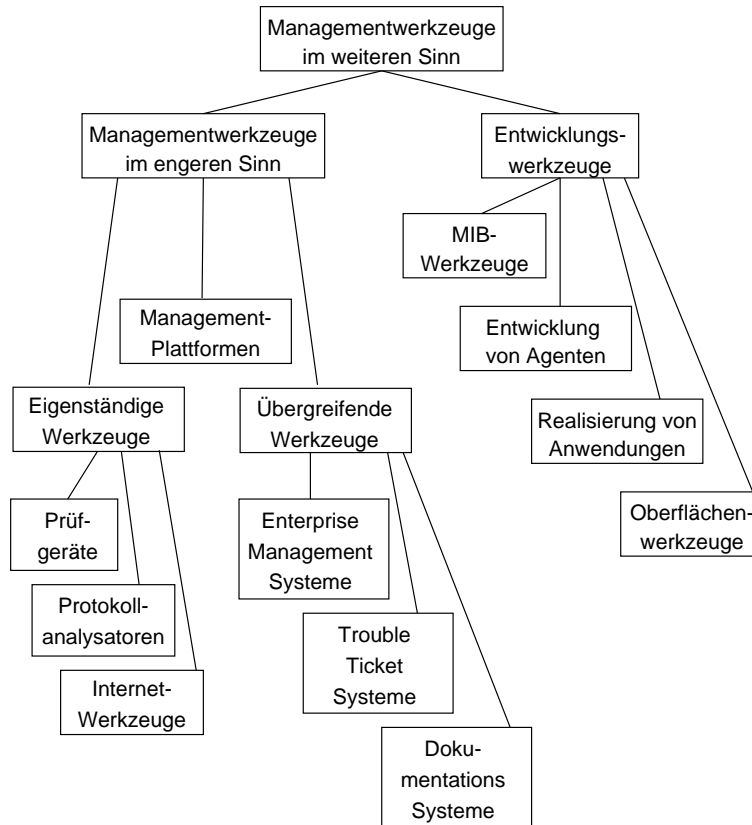 Managementwerkzeuge
im weiteren Sinn
Managementwerkzeuge
im engeren Sinn
Entwicklungs-
werkzeuge
MIB-
Werkzeuge
Management-
Plattformen
Entwicklung
von Agenten
Eigenständige
Werkzeuge
Übergreifende
Werkzeuge
Realisierung von
Anwendungen
Prüf-
geräte
Enterprise
Management
Systeme
Oberflächen-
werkzeuge
Protokoll-
analysatoren
Trouble
Ticket
Systeme
Internet-
Werkzeuge
Doku-
mentations
Systeme